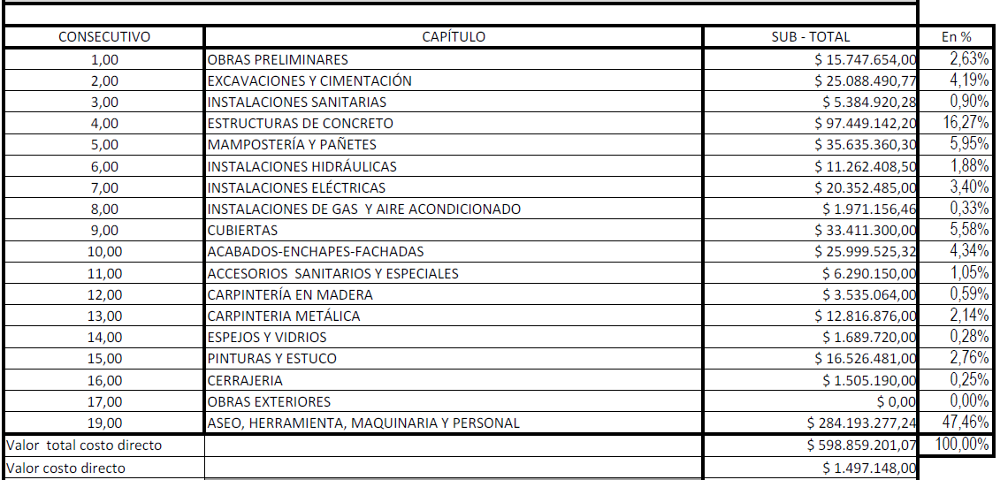 CONSECUTIVO CAPÍTULO SUB - TOTAL En %
1,00 OBRAS PRELIMINARES $ 15.747.654,00 2,63%
2,00 EXCAVACIONES Y CIMENTACIÓN $ 25.088.490,77 4,19%
3,00 INSTALACIONES SANITARIAS $ 5.384.920,28 0,90%
4,00 ESTRUCTURAS DE CONCRETO $ 97.449.142,20 16,27%
5,00 MAMPOSTERÍA Y PAÑETES $ 35.635.360,30 5,95%
6,00 INSTALACIONES HIDRÁULICAS $ 11.262.408,50 1,88%
7,00 INSTALACIONES ELÉCTRICAS $ 20.352.485,00 3,40%
8,00 INSTALACIONES DE GAS Y AIRE ACONDICIONADO $ 1.971.156,46 0,33%
9,00 CUBIERTAS $ 33.411.300,00 5,58%
10,00 ACABADOS-ENCHAPES-FACHADAS $ 25.999.525,32 4,34%
11,00 ACCESORIOS SANITARIOS Y ESPECIALES $ 6.290.150,00 1,05%
12,00 CARPINTERÍA EN MADERA $ 3.535.064,00 0,59%
13,00 CARPINTERIA METÁLICA $ 12.816.876,00 2,14%
14,00 ESPEJOS Y VIDRIOS $ 1.689.720,00 0,28%
15,00 PINTURAS Y ESTUCO $ 16.526.481,00 2,76%
16,00 CERRAJERIA $ 1.505.190,00 0,25%
17,00 OBRAS EXTERIORES $ 0,00 0,00%
19,00 ASEO, HERRAMIENTA, MAQUINARIA Y PERSONAL $ 284.193.277,24 47,46%
Valor total costo directo $ 598.859.201,07 100,00%
Valor costo directo $ 1.497.148,00